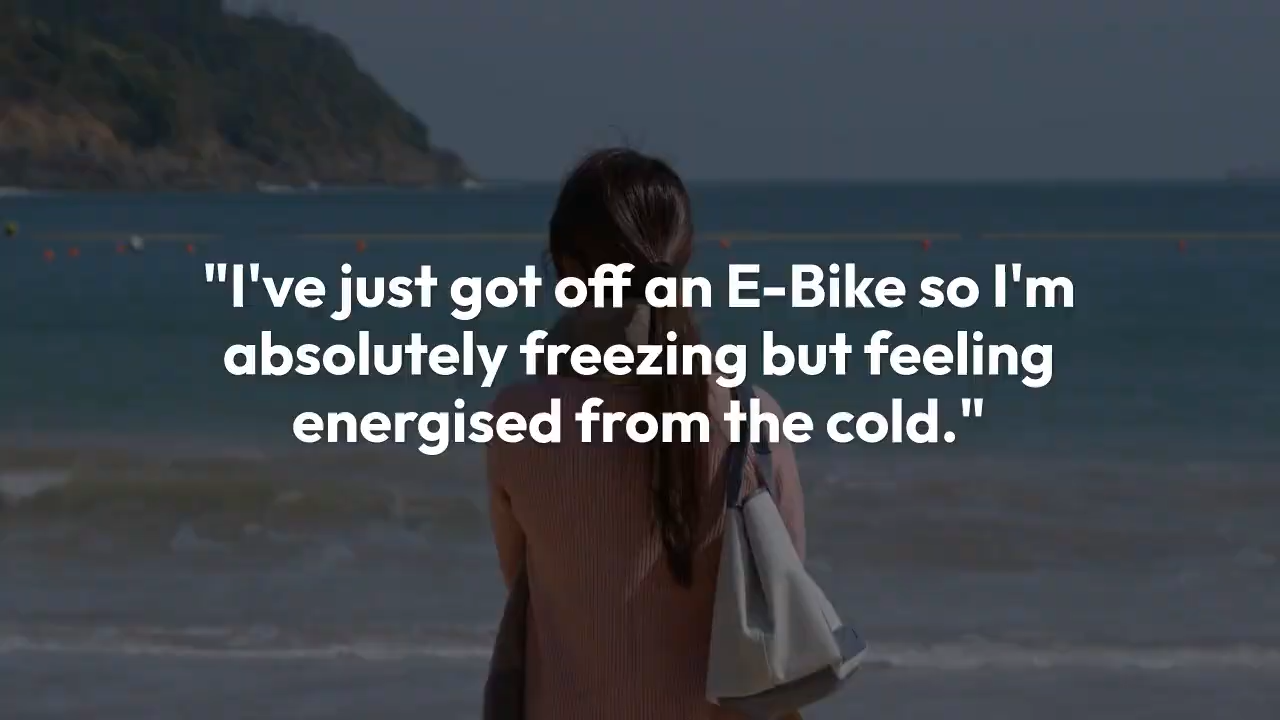 "I've just got off an E-Bike so I'm
absolutely freezing but feeling
energised from the cold."